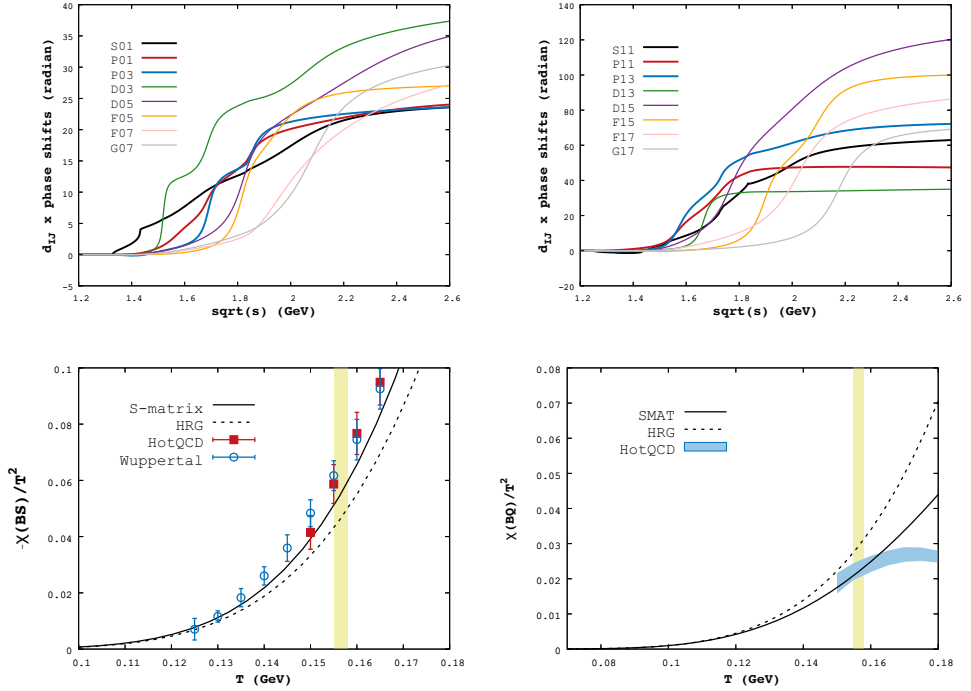 d_IJ x phase shifts (radian)
40
35
30
25
20
15
10
5
0
−5
S01
P01
P03
D03
D05
F05
F07
G07
1.2 1.4 1.6 1.8 2 2.2 2.4 2.6
sqrt(s) (GeV)
d_IJ x phase shifts (radian)
140
120
100
80
60
40
20
0
−20
S11
P11
P13
D13
D15
F15
F17
G17
1.2 1.4 1.6 1.8 2 2.2 2.4 2.6
sqrt(s) (GeV)
-χ(BS)/T²
0.1
0.08
0.06
0.04
0.02
0
S-matrix
HRG
HotQCD
Wuppertal
0.1 0.11 0.12 0.13 0.14 0.15 0.16 0.17 0.18
T (GeV)
χ(BQ)/T²
0.08
0.07
0.06
0.05
0.04
0.03
0.02
0.01
0
SMAT
HRG
HotQCD
0.08 0.1 0.12 0.14 0.16 0.18
T (GeV)